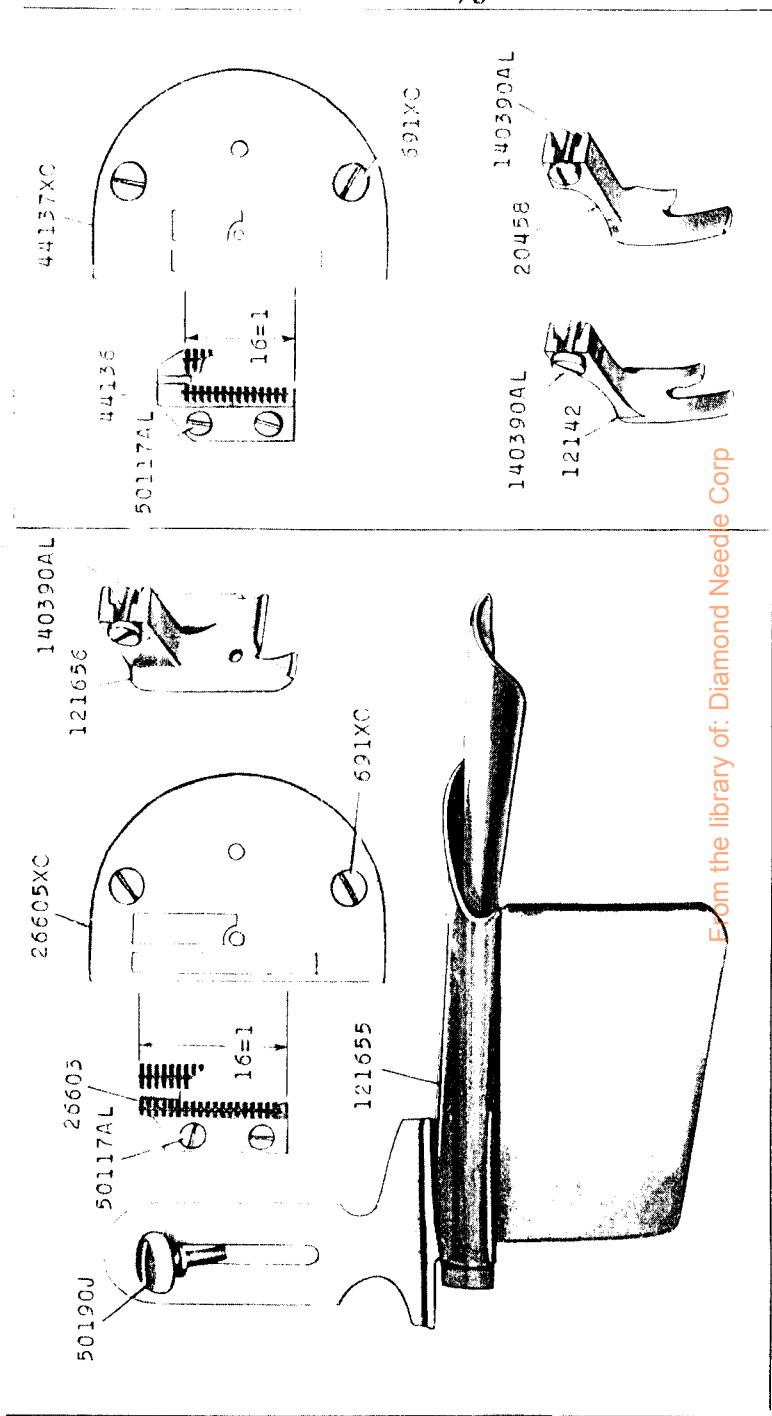 44137XC
691XC
44136
16=1
50117AL
140390AL
20458
140390AL
12142
140390AL
121656
26605XC
691XC
26603
16=1
50117AL
50190J
121655
From the library of: Diamond Needle Corp